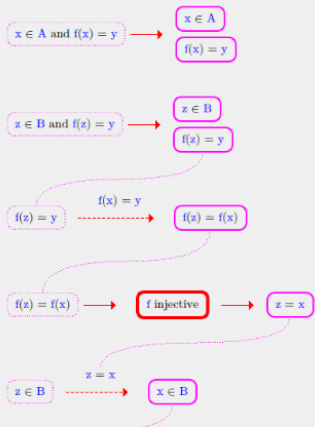 x ∈ A
x ∈ A and f(x) = y
f(x) = y
z ∈ B
z ∈ B and f(z) = y
f(z) = y
f(x) = y
f(z) = y
f(z) = f(x)
f(z) = f(x)
f injective
z = x
z = x
z ∈ B
x ∈ B